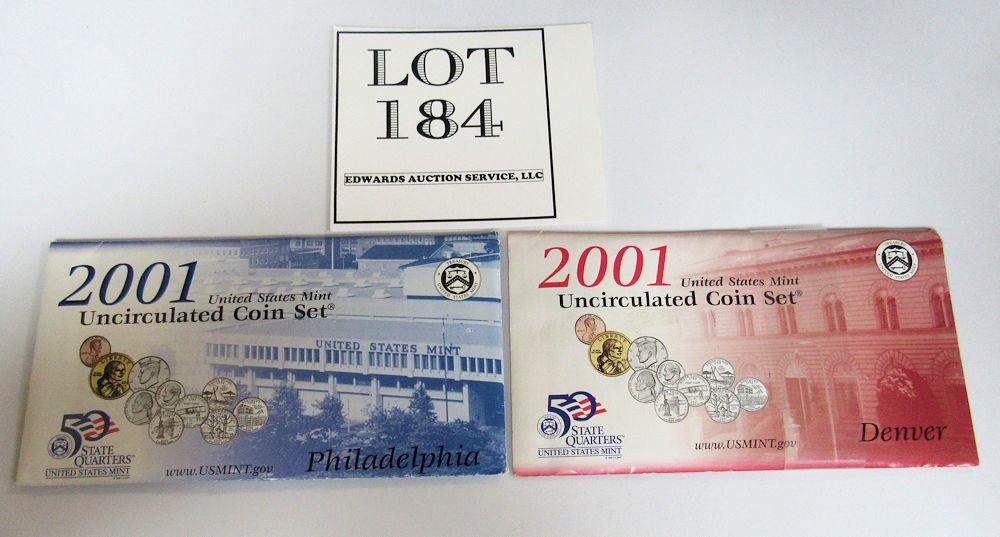 LOT
184
EDWARDS AUCTION SERVICE, LLC
2001
United States Mint
Uncirculated Coin Set®
UNITED STATES MINT
50
STATE
QUARTERS™
UNITED STATES MINT
www.USMINT.gov
Philadelphia
2001
United States Mint
Uncirculated Coin Set®
50
STATE
QUARTERS™
UNITED STATES MINT
www.USMINT.gov
Denver